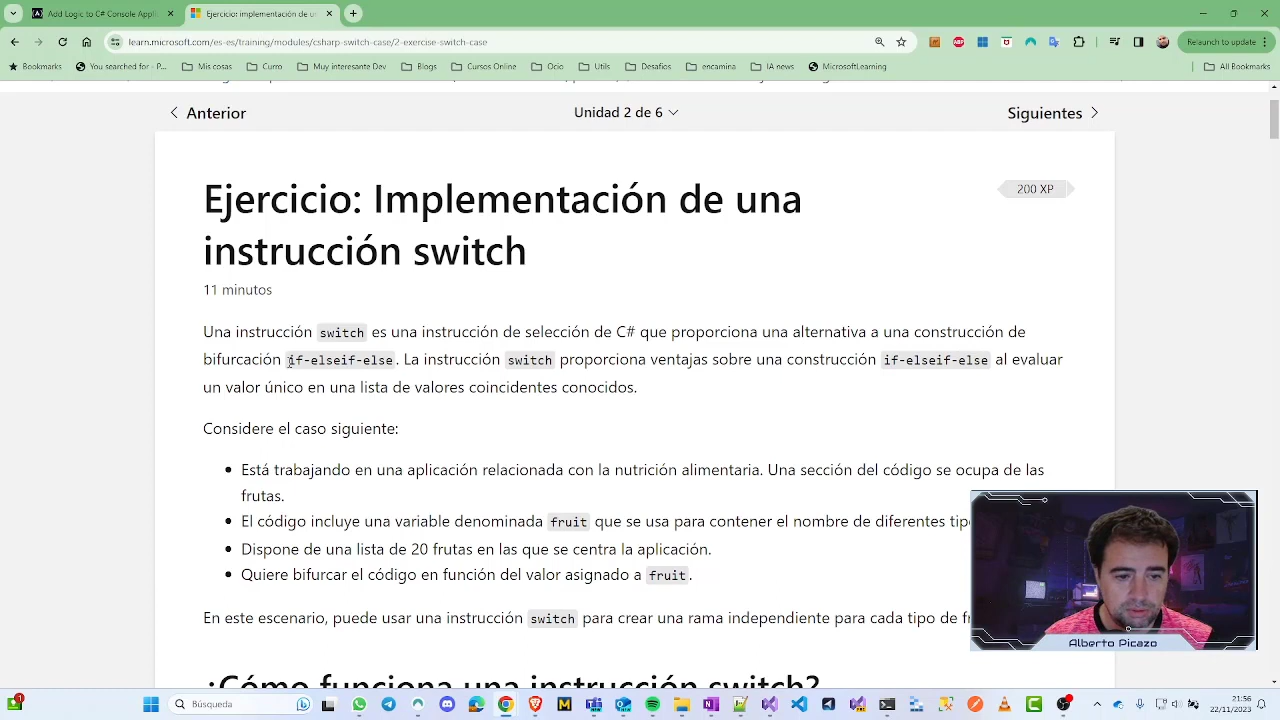 Add Logic to C# Console Applic
Ejercicio: Implementación de u
learn.microsoft.com/es-es/training/modules/csharp-switch-case/2-exercise-switch-case
Relaunch to update
Bookmarks
You searched for - P...
Mis cosas
Curro
Muy interesante Dev
Blogs
Cursos Online
Ocio
Utils
Desafios
encamina
IA news
MicrosoftLearning
All Bookmarks
Anterior
Unidad 2 de 6
Siguientes
Ejercicio: Implementación de una
instrucción switch
200 XP
11 minutos
Una instrucción switch es una instrucción de selección de C# que proporciona una alternativa a una construcción de
bifurcación if-elseif-else. La instrucción switch proporciona ventajas sobre una construcción if-elseif-else al evaluar
un valor único en una lista de valores coincidentes conocidos.
Considere el caso siguiente:
Está trabajando en una aplicación relacionada con la nutrición alimentaria. Una sección del código se ocupa de las
frutas.
El código incluye una variable denominada fruit que se usa para contener el nombre de diferentes tip
Dispone de una lista de 20 frutas en las que se centra la aplicación.
Quiere bifurcar el código en función del valor asignado a fruit.
En este escenario, puede usar una instrucción switch para crear una rama independiente para cada tipo de fr
¿Cómo funciona una instrucción switch?
Alberto Picazo
Búsqueda
21:56
22/11/2023